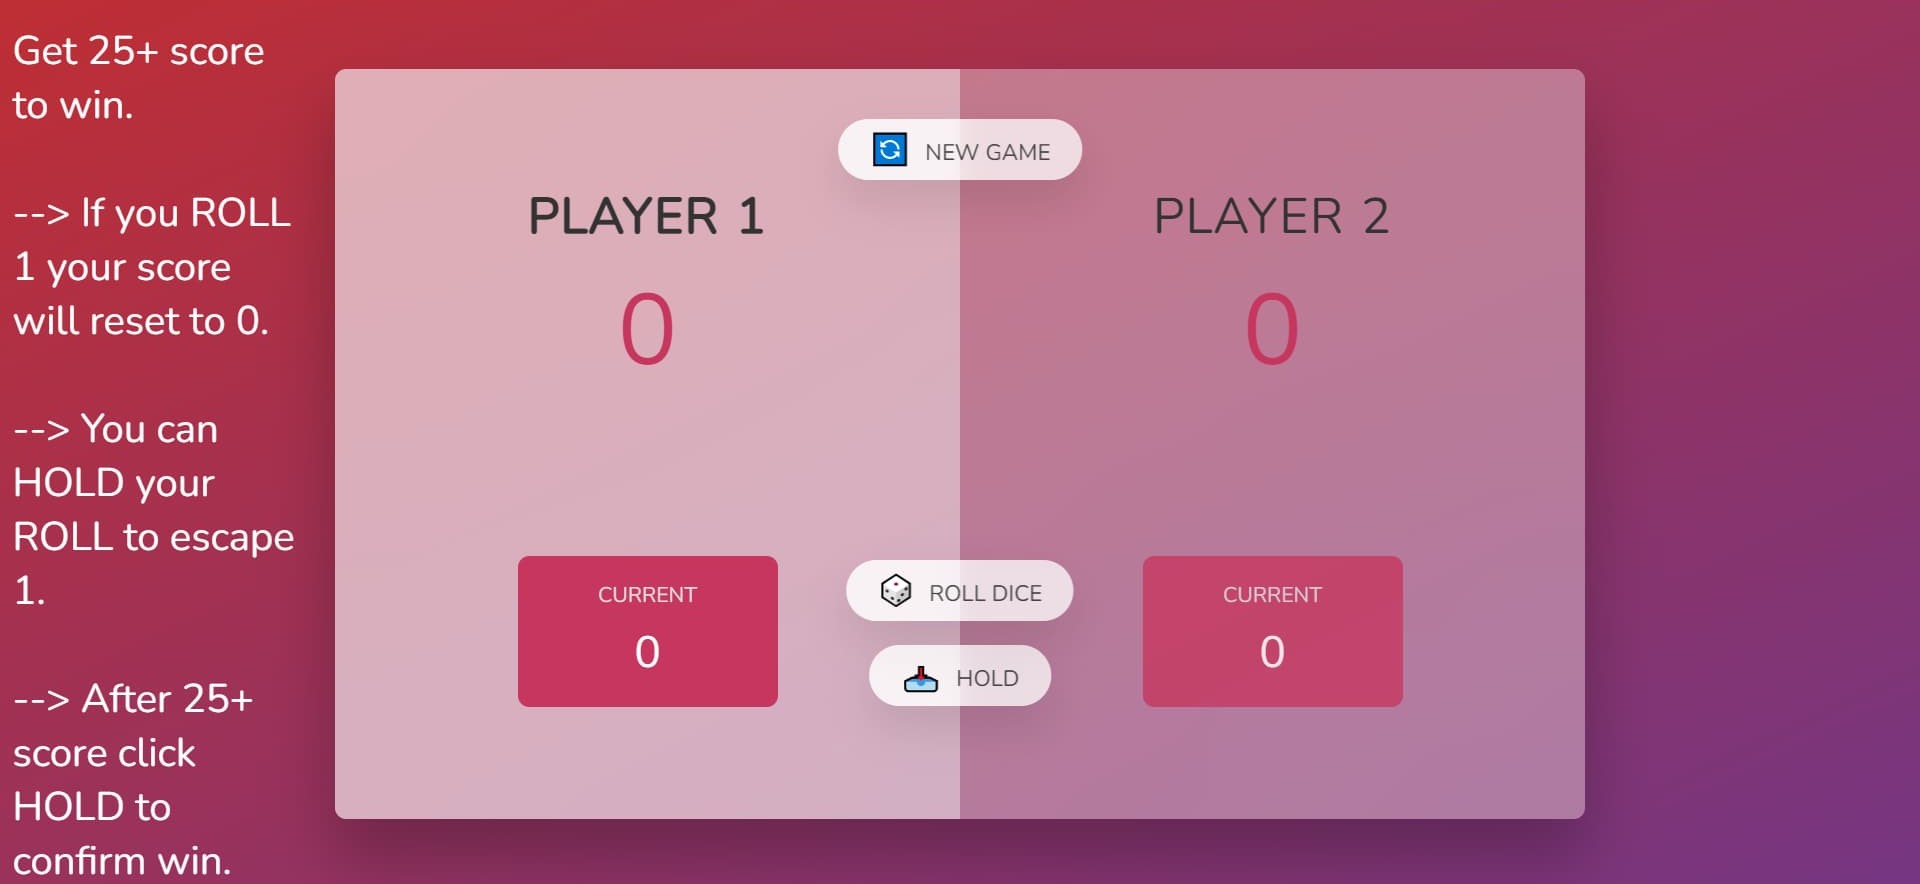 Get 25+ score
to win.
--> If you ROLL
1 your score
will reset to 0.
--> You can
HOLD your
ROLL to escape
1.
--> After 25+
score click
HOLD to
confirm win.
NEW GAME
PLAYER 1
0
CURRENT
0
PLAYER 2
0
CURRENT
0
ROLL DICE
HOLD